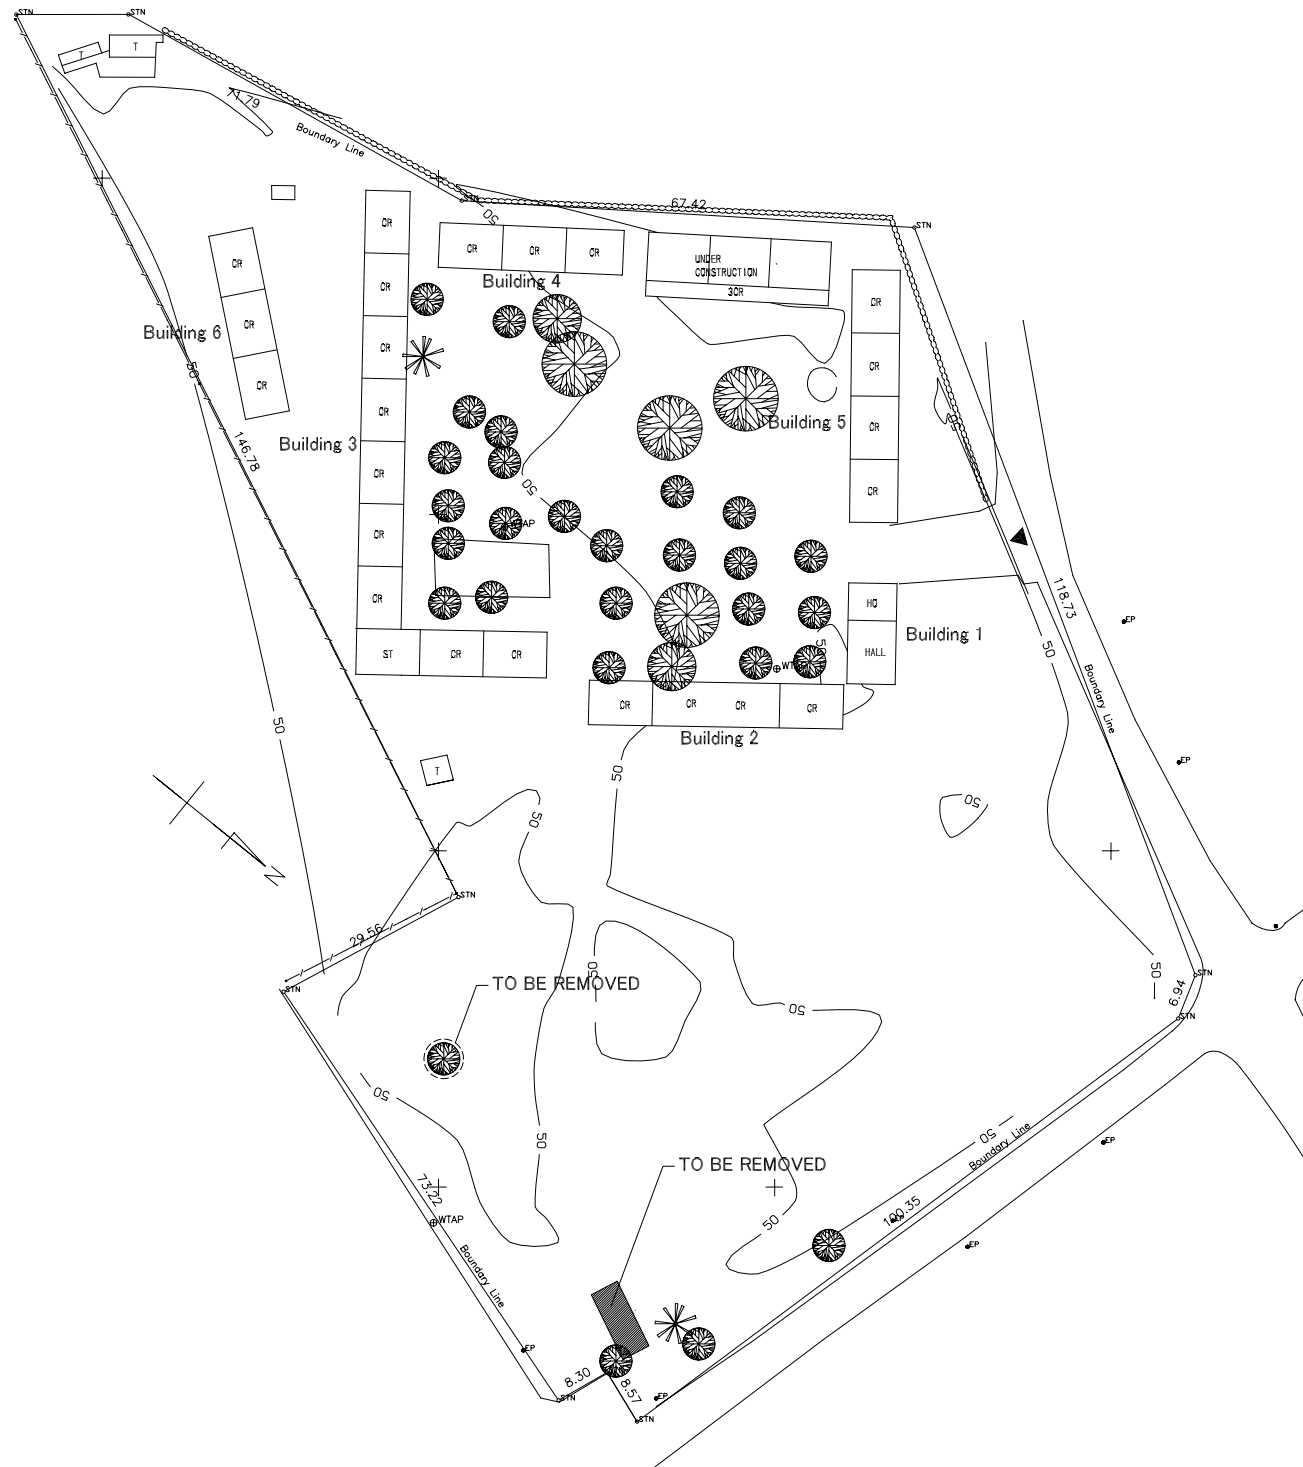 STN
STN
T
T
71.79
Boundary Line
STN
50
67.42
STN
CR
CR
CR
CR
Building 4
UNDER
CONSTRUCTION
3CR
CR
CR
Building 6
CR
CR
CR
CR
CR
50
146.78
Building 3
CR
CR
CR
CR
CR
Building 5
CR
CR
CR
50
50
WTAP
HO
HALL
Building 1
118.73
EP
50
50
Boundary Line
ST
CR
CR
WTAP
CR
CR
CR
CR
Building 2
50
EP
T
50
50
50
N
STN
29.56
STN
50
TO BE REMOVED
50
50
STN
6.94
STN
50
50
EP
50
Boundary Line
TO BE REMOVED
73.22
WTAP
50
100.35
EP
EP
Boundary Line
EP
8.30
8.57
EP
STN
STN